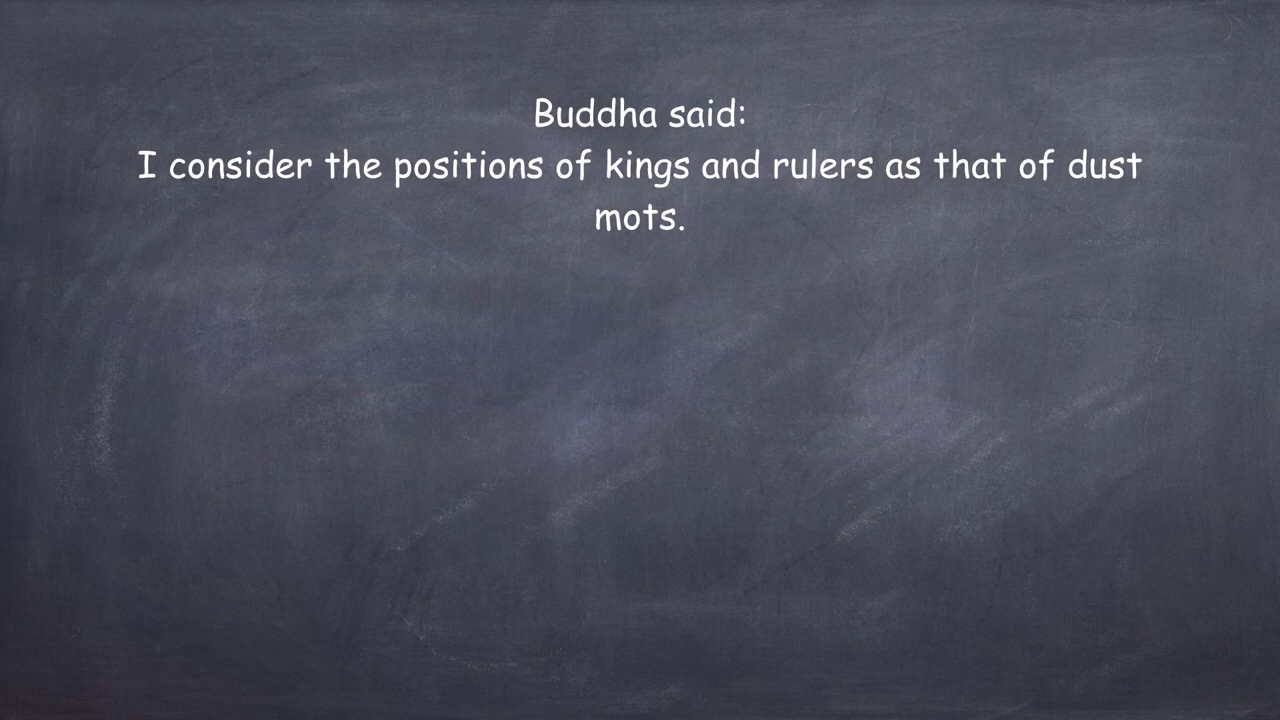 Buddha said:
I consider the positions of kings and rulers as that of dust
mots.